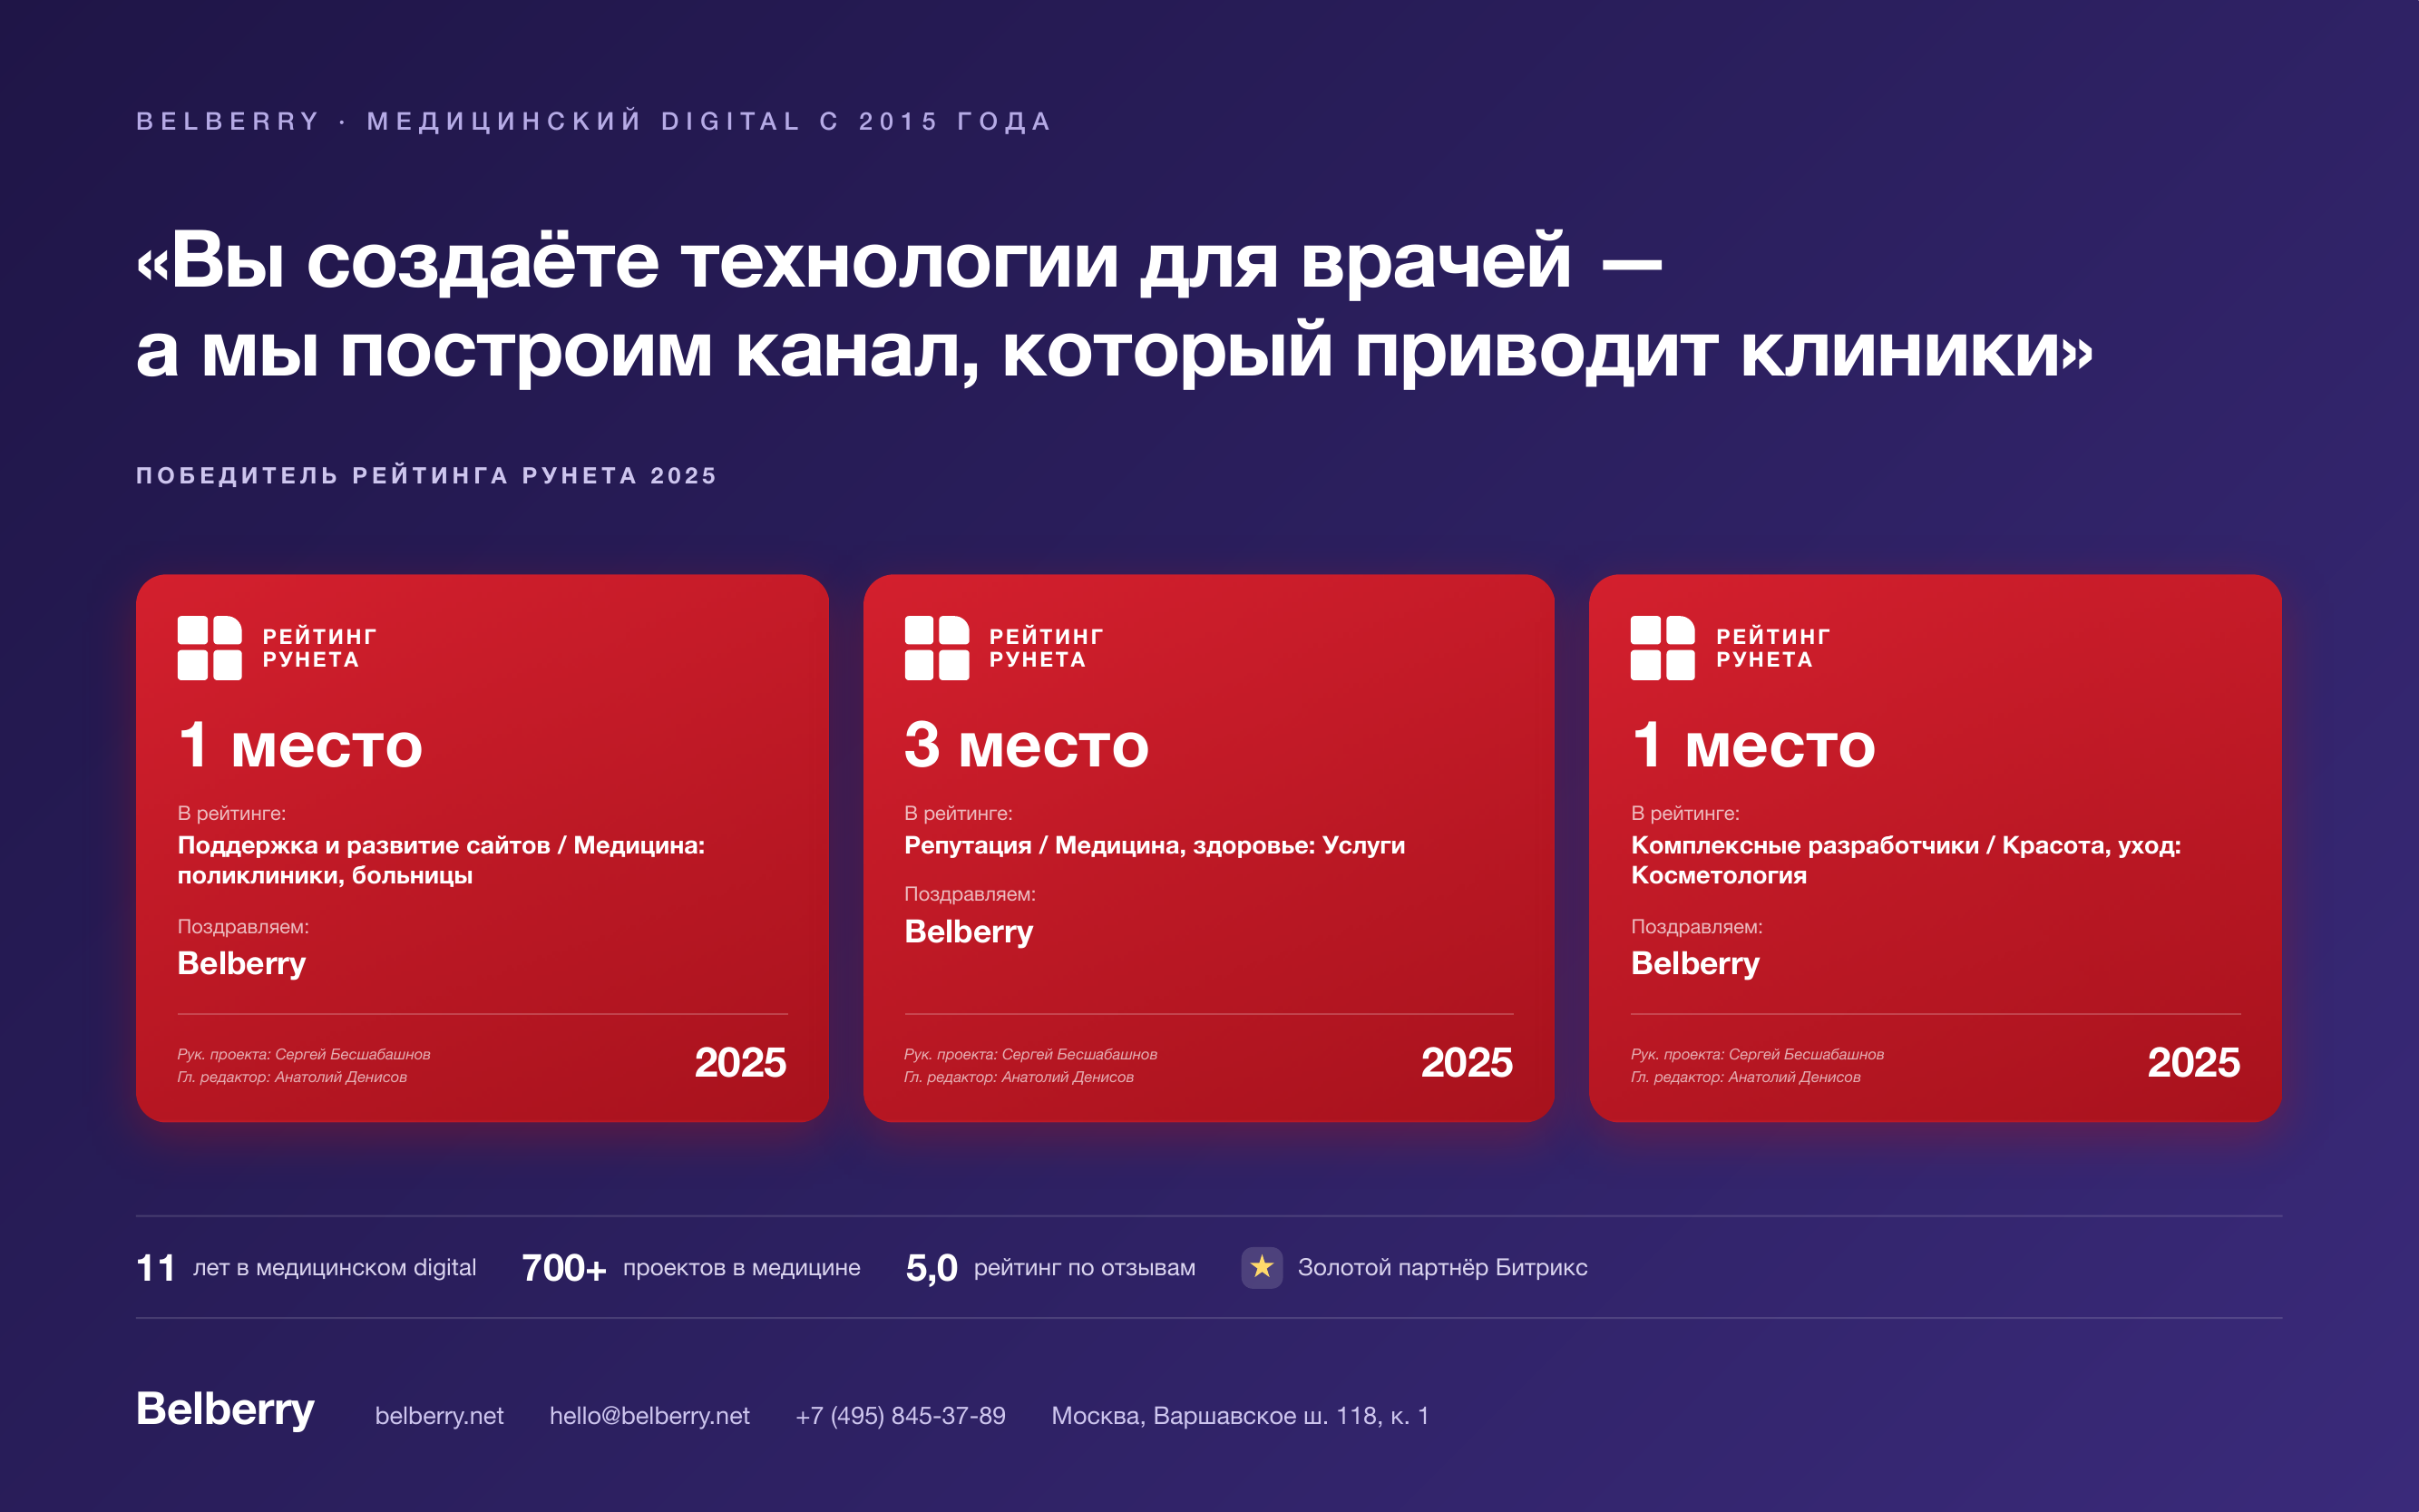 BELBERRY · МЕДИЦИНСКИЙ DIGITAL С 2015 ГОДА
«Вы создаёте технологии для врачей —
а мы построим канал, который приводит клиники»
ПОБЕДИТЕЛЬ РЕЙТИНГА РУНЕТА 2025
РЕЙТИНГ
РУНЕТА
1 место
В рейтинге:
Поддержка и развитие сайтов / Медицина:
поликлиники, больницы
Поздравляем:
Belberry
Рук. проекта: Сергей Бесшабашнов
Гл. редактор: Анатолий Денисов
2025
РЕЙТИНГ
РУНЕТА
3 место
В рейтинге:
Репутация / Медицина, здоровье: Услуги
Поздравляем:
Belberry
Рук. проекта: Сергей Бесшабашнов
Гл. редактор: Анатолий Денисов
2025
РЕЙТИНГ
РУНЕТА
1 место
В рейтинге:
Комплексные разработчики / Красота, уход:
Косметология
Поздравляем:
Belberry
Рук. проекта: Сергей Бесшабашнов
Гл. редактор: Анатолий Денисов
2025
11 лет в медицинском digital 700+ проектов в медицине 5,0 рейтинг по отзывам Золотой партнёр Битрикс
Belberry belberry.net hello@belberry.net +7 (495) 845-37-89 Москва, Варшавское ш. 118, к. 1